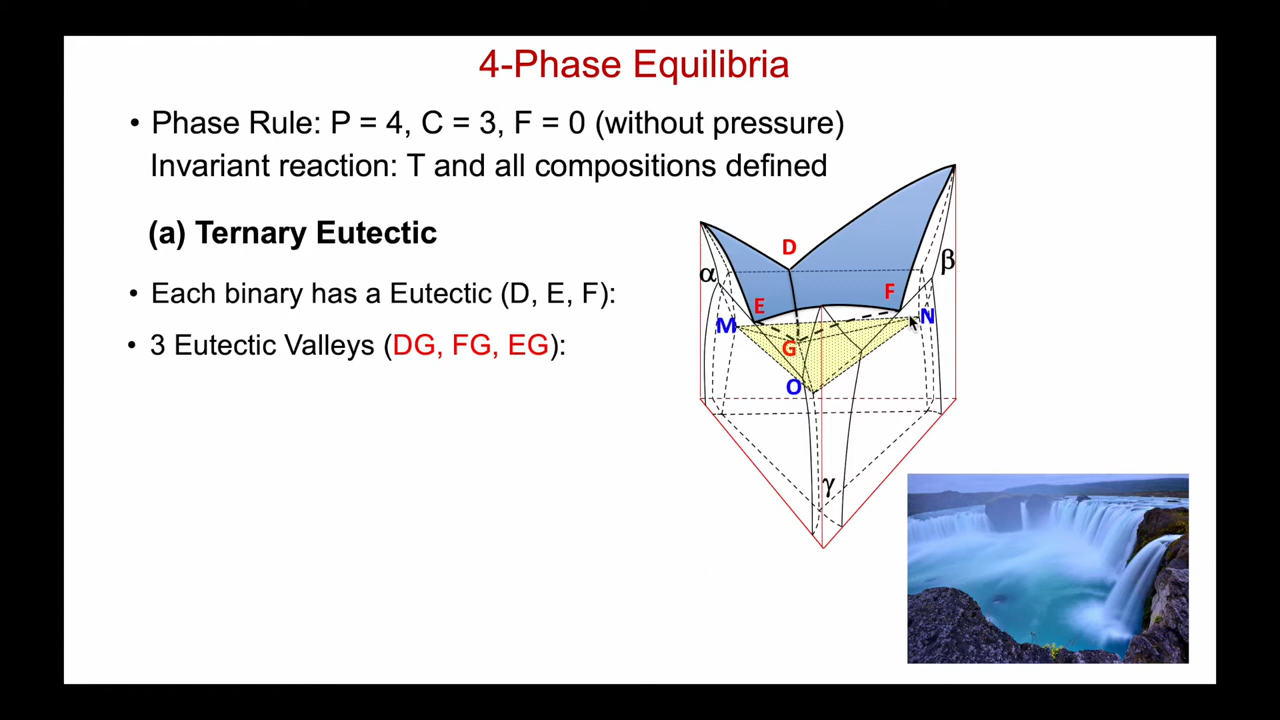 4-Phase Equilibria
• Phase Rule: P = 4, C = 3, F = 0 (without pressure)
Invariant reaction: T and all compositions defined
(a) Ternary Eutectic
• Each binary has a Eutectic (D, E, F):
• 3 Eutectic Valleys (DG, FG, EG):
D
α
β
E
F
M
N
G
O
γ